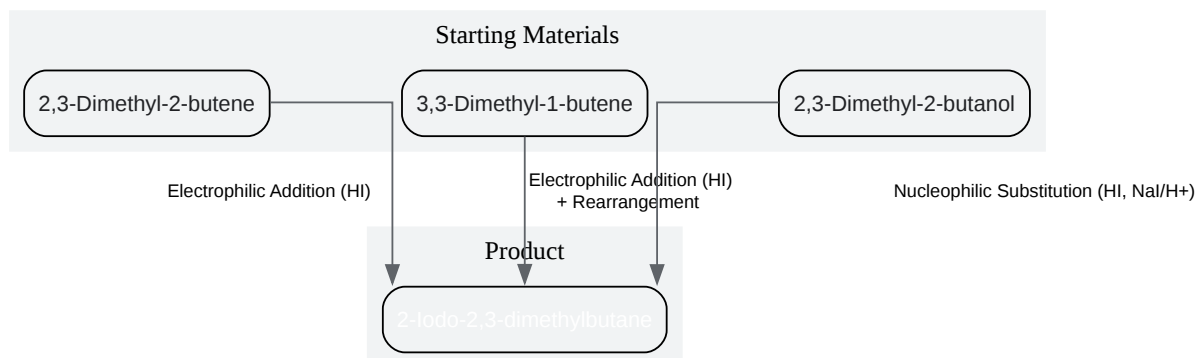 Starting Materials
2,3-Dimethyl-2-butene
3,3-Dimethyl-1-butene
2,3-Dimethyl-2-butanol
Electrophilic Addition (HI)
Electrophilic Addition (HI)
+ Rearrangement
Nucleophilic Substitution (HI, NaI/H+)
Product
2-Iodo-2,3-dimethylbutane